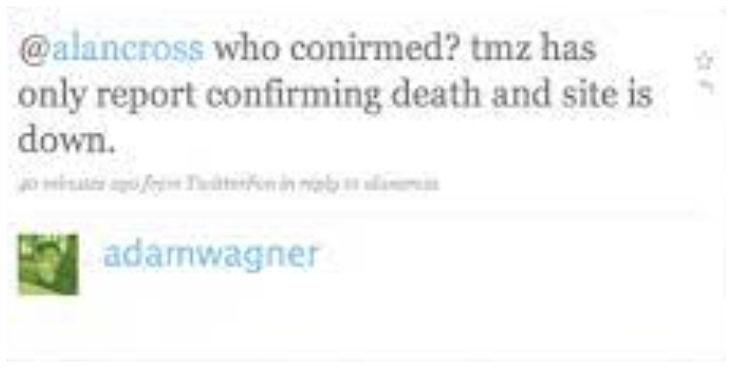 @alancross who conirmed? tmz has
only report confirming death and site is
down.
40 minutes ago from TwitterFon in reply to alancross
adamwagner